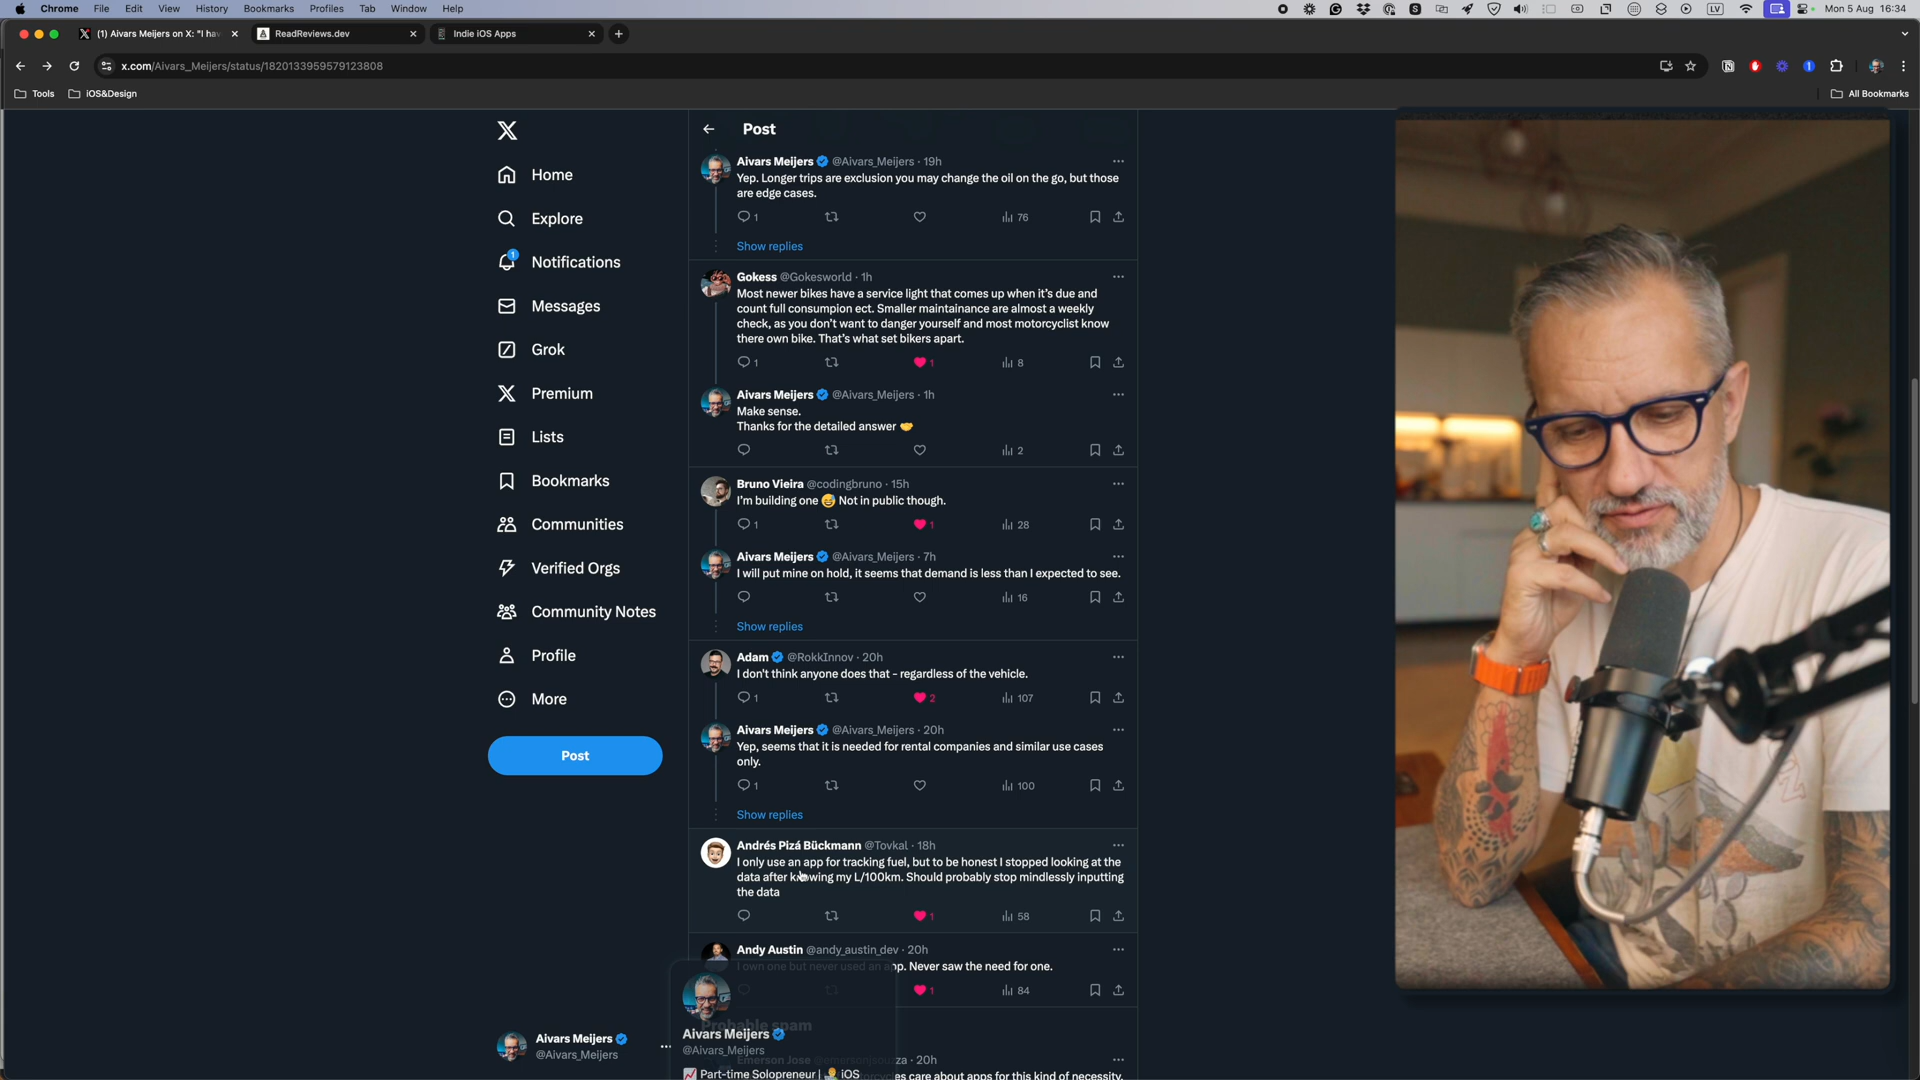 Chrome File Edit View History Bookmarks Profiles Tab Window Help
LV Mon 5 Aug 16:34
(1) Aivars Meijers on X: "I hav
ReadReviews.dev
Indie iOS Apps
x.com/Aivars_Meijers/status/1820133959579123808
Tools iOS&Design
All Bookmarks
Home
Explore
1
Notifications
Messages
Grok
Premium
Lists
Bookmarks
Communities
Verified Orgs
Community Notes
Profile
More
Post
Aivars Meijers
@Aivars_Meijers
Post
Aivars Meijers @Aivars_Meijers · 19h
Yep. Longer trips are exclusion you may change the oil on the go, but those
are edge cases.
1 76
Show replies
Gokess @Gokesworld · 1h
Most newer bikes have a service light that comes up when it's due and
count full consumpion ect. Smaller maintainance are almost a weekly
check, as you don't want to danger yourself and most motorcyclist know
there own bike. That's what set bikers apart.
1 1 8
Aivars Meijers @Aivars_Meijers · 1h
Make sense.
Thanks for the detailed answer 🤝
2
Bruno Vieira @codingbruno · 15h
I'm building one 😅 Not in public though.
1 1 28
Aivars Meijers @Aivars_Meijers · 7h
I will put mine on hold, it seems that demand is less than I expected to see.
16
Show replies
Adam @RokkInnov · 20h
I don't think anyone does that - regardless of the vehicle.
1 2 107
Aivars Meijers @Aivars_Meijers · 20h
Yep, seems that it is needed for rental companies and similar use cases
only.
1 100
Show replies
Andrés Pizá Bückmann @Tovkal · 18h
I only use an app for tracking fuel, but to be honest I stopped looking at the
data after knowing my L/100km. Should probably stop mindlessly inputting
the data
1 58
Andy Austin @andy_austin_dev · 20h
I own one but never used an app. Never saw the need for one.
1 84
Probable spam
Aivars Meijers
@Aivars_Meijers
Emerson Jose · 20h
📈 Part-time Solopreneur | 👨‍💻 iOS
es care about apps for this kind of necessity.